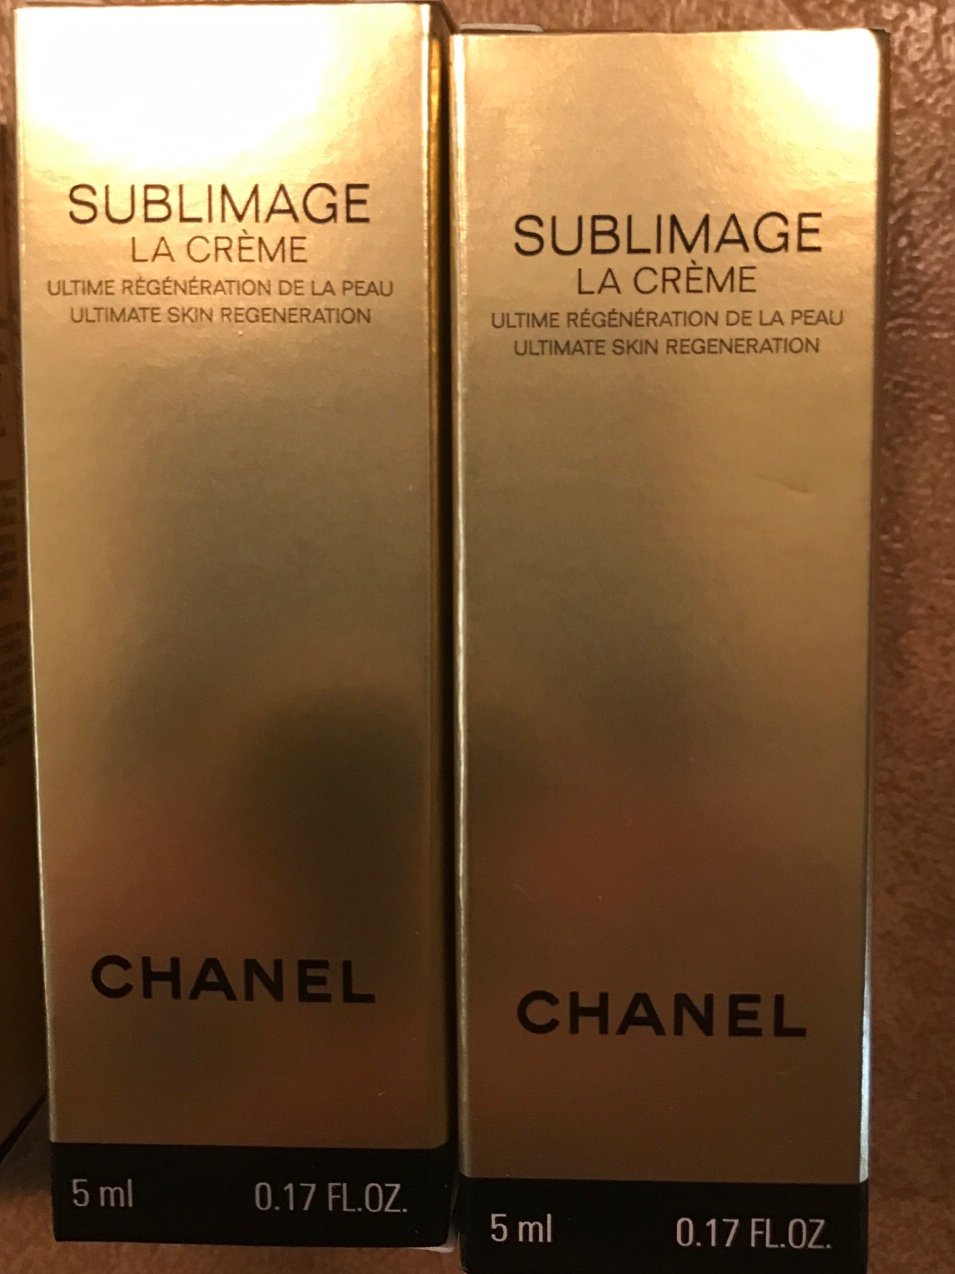 SUBLIMAGE
LA CRÈME
ULTIME RÉGÉNÉRATION DE LA PEAU
ULTIMATE SKIN REGENERATION
CHANEL
5 ml 0.17 FL.OZ.
SUBLIMAGE
LA CRÈME
ULTIME RÉGÉNÉRATION DE LA PEAU
ULTIMATE SKIN REGENERATION
CHANEL
5 ml 0.17 FL.OZ.